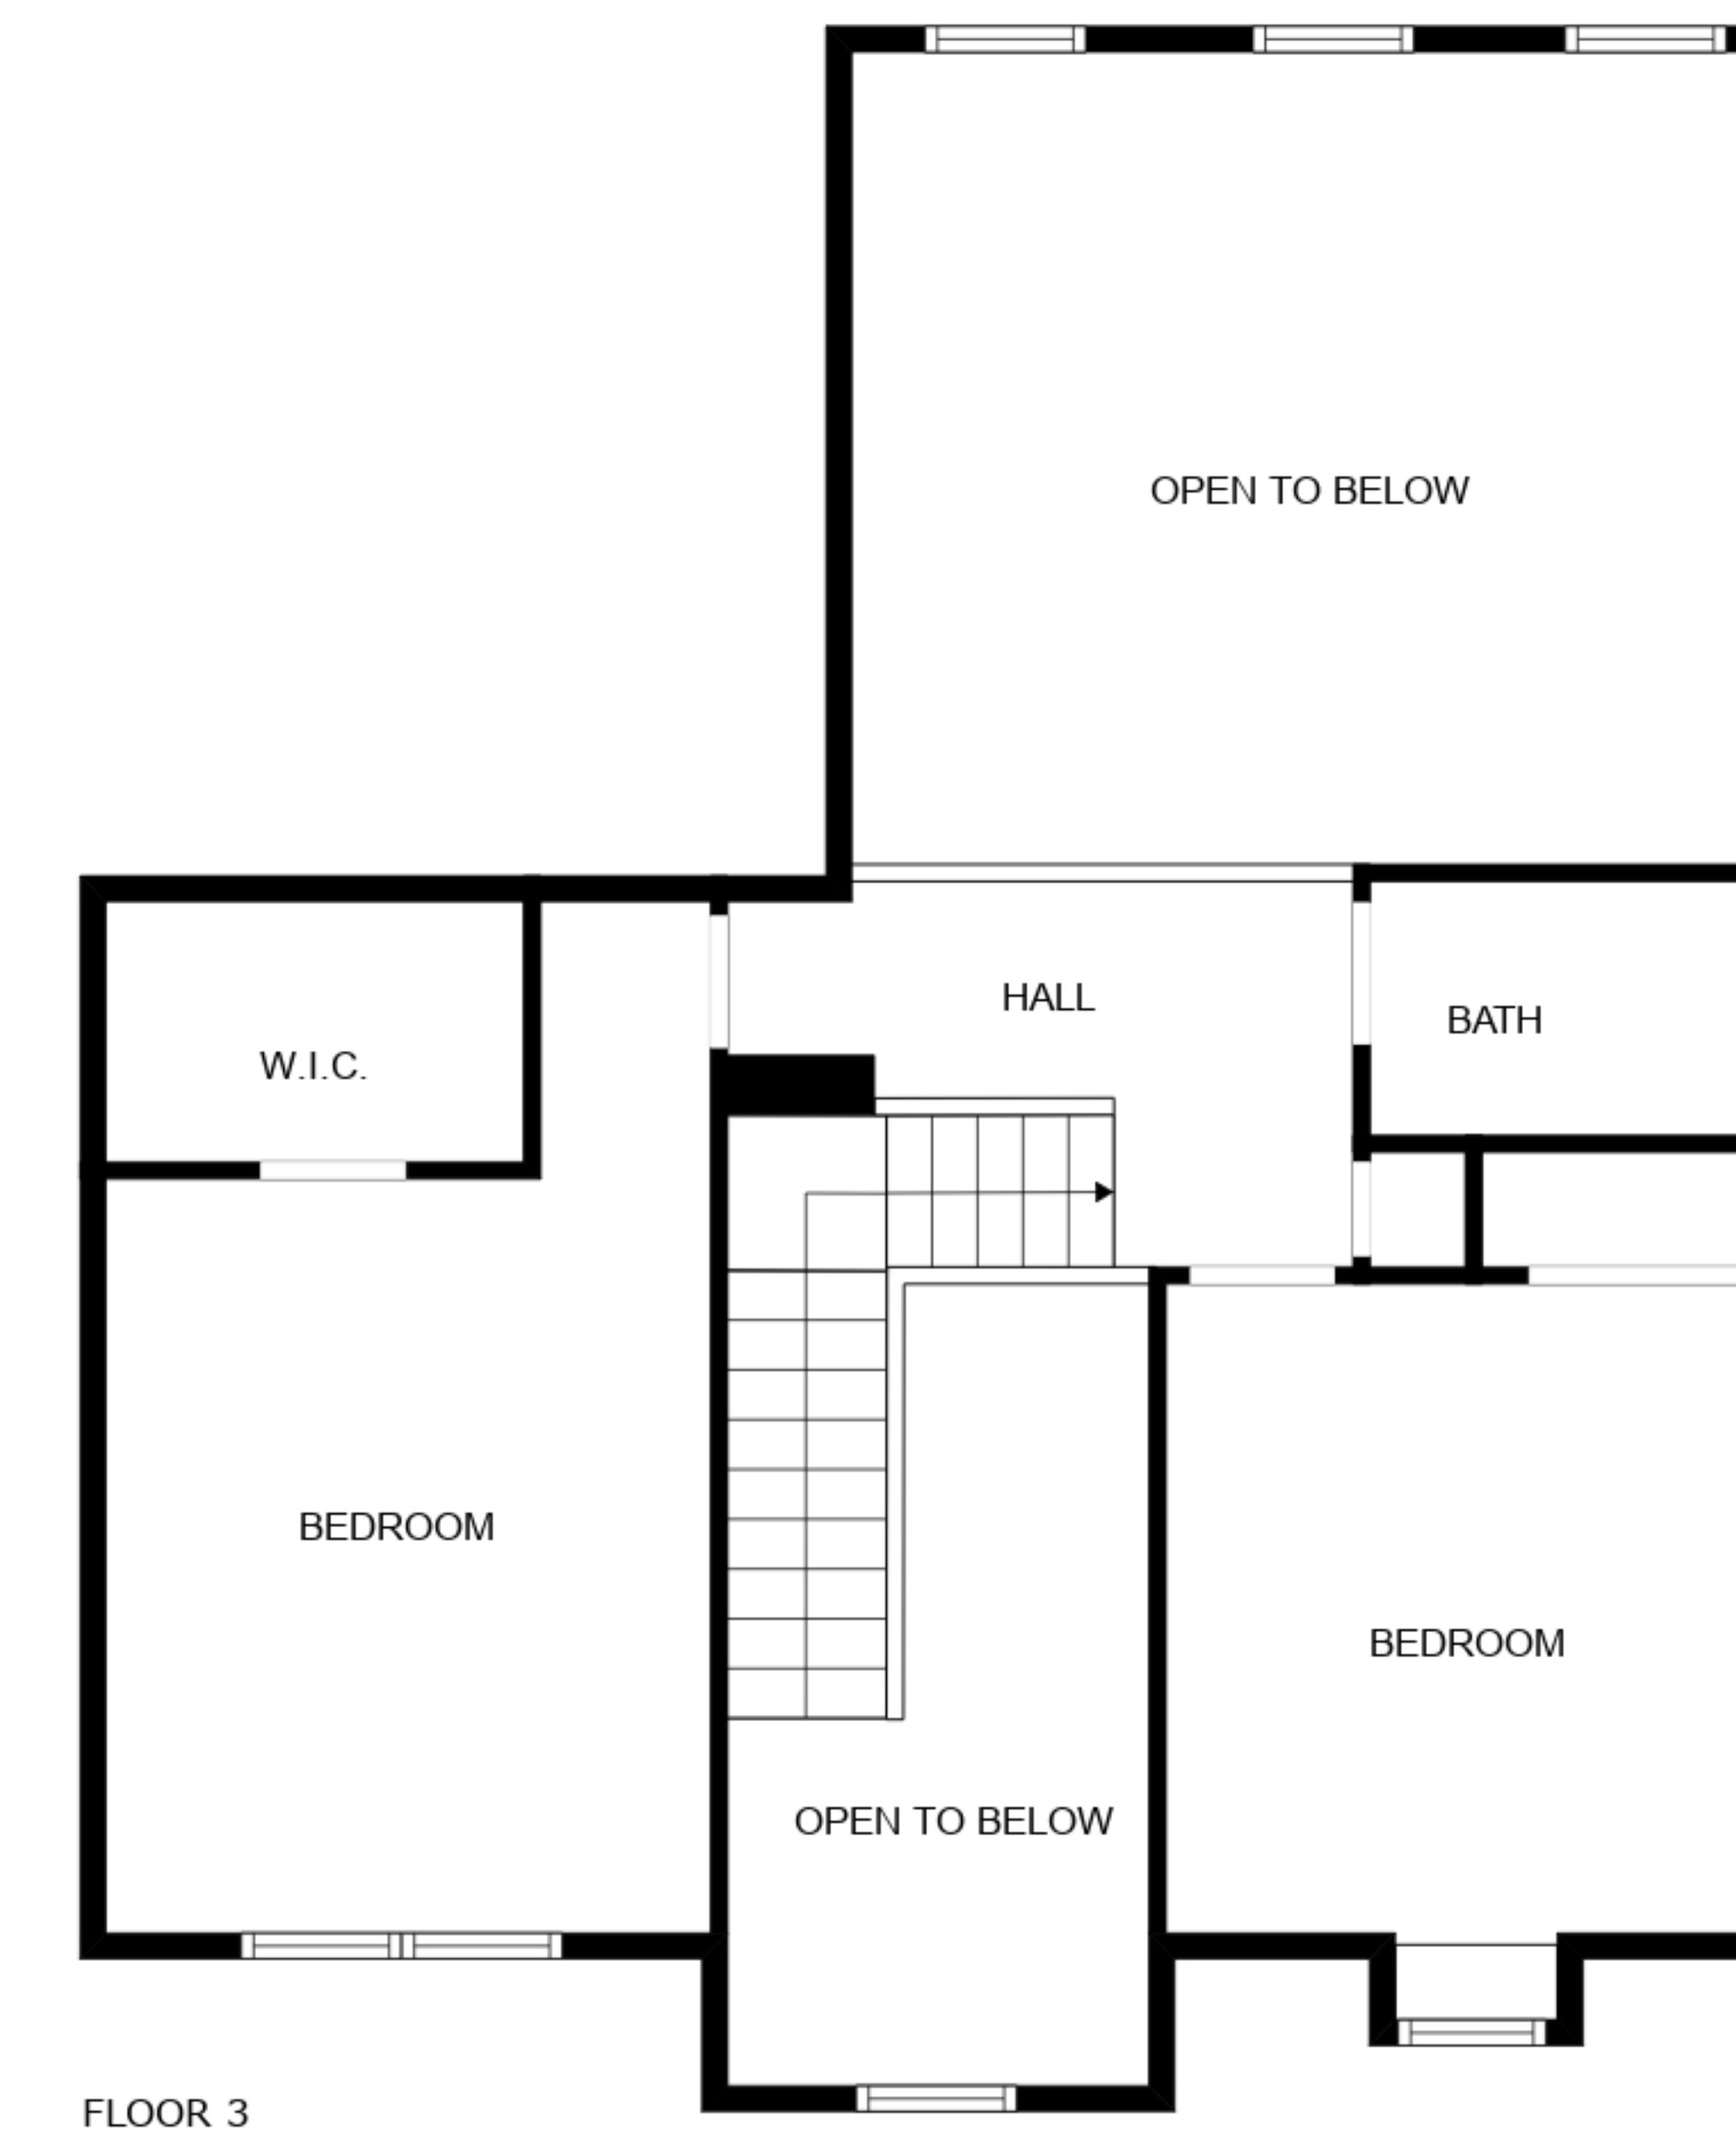 OPEN TO BELOW
HALL
BATH
W.I.C.
BEDROOM
BEDROOM
OPEN TO BELOW
FLOOR 3